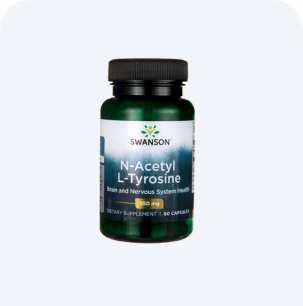 SWANSON
N-Acetyl
L-Tyrosine
Brain and Nervous System Health
350 mg
DIETARY SUPPLEMENT | 60 CAPSULES